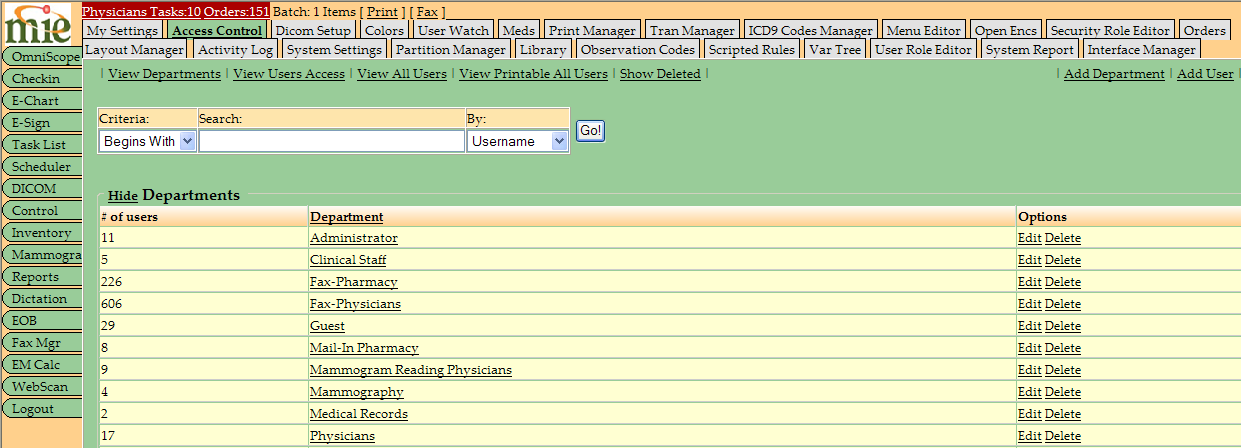 mie
Physicians Tasks:10 Orders:151 Batch: 1 Items [ Print ] [ Fax ]
My Settings Access Control Dicom Setup Colors User Watch Meds Print Manager Tran Manager ICD9 Codes Manager Menu Editor Open Encs Security Role Editor Orders
Layout Manager Activity Log System Settings Partition Manager Library Observation Codes Scripted Rules Var Tree User Role Editor System Report Interface Manager
OmniScope
Checkin
E-Chart
E-Sign
Task List
Scheduler
DICOM
Control
Inventory
Mammogra
Reports
Dictation
EOB
Fax Mgr
EM Calc
WebScan
Logout
| View Departments | View Users Access | View All Users | View Printable All Users | Show Deleted |
| Add Department | Add User |
Criteria: Search: By:
Begins With Username Go!
Hide Departments
# of users Department Options
11 Administrator Edit Delete
5 Clinical Staff Edit Delete
226 Fax-Pharmacy Edit Delete
606 Fax-Physicians Edit Delete
29 Guest Edit Delete
8 Mail-In Pharmacy Edit Delete
9 Mammogram Reading Physicians Edit Delete
4 Mammography Edit Delete
2 Medical Records Edit Delete
17 Physicians Edit Delete